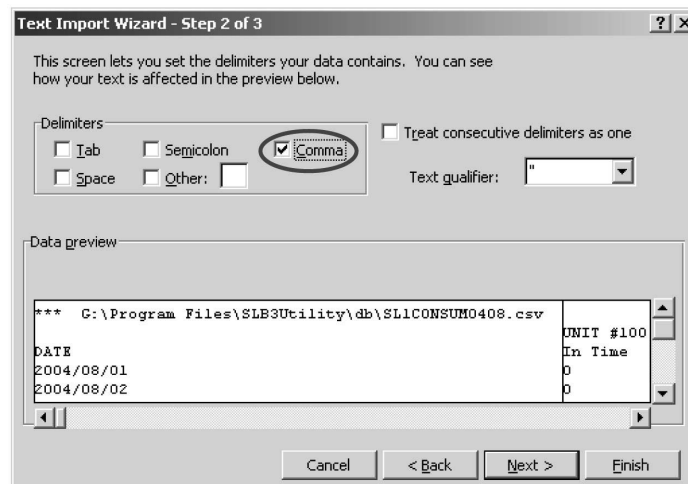 Text Import Wizard - Step 2 of 3
This screen lets you set the delimiters your data contains. You can see
how your text is affected in the preview below.
Delimiters
Tab Semicolon Comma
Space Other:
Treat consecutive delimiters as one
Text qualifier: "
Data preview
*** G:\Program Files\SLB3Utility\db\SL1CONSUM0408.csv
UNIT #100
DATE In Time
2004/08/01 0
2004/08/02 0
Cancel < Back Next > Finish